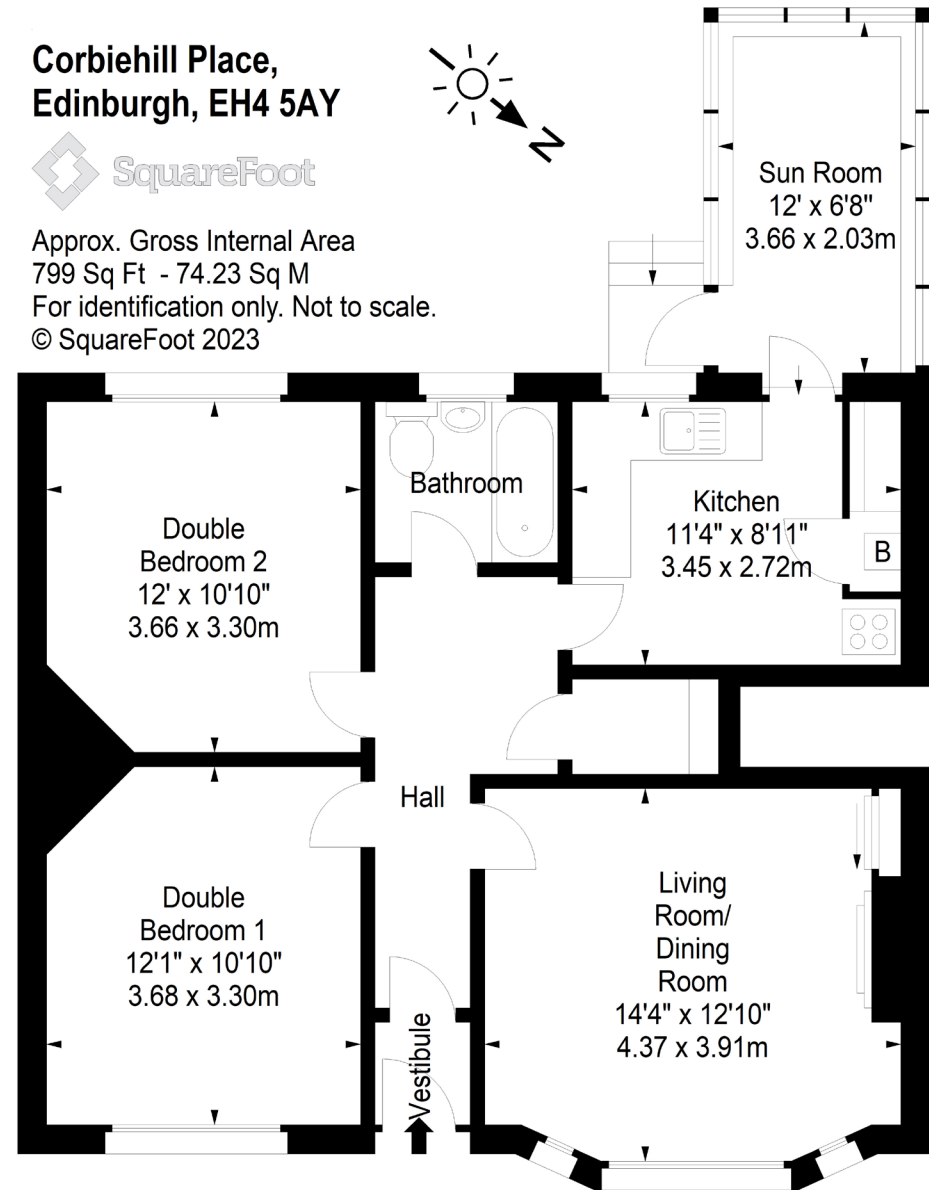 Corbiehill Place,
Edinburgh, EH4 5AY
SquareFoot
Approx. Gross Internal Area
799 Sq Ft - 74.23 Sq M
For identification only. Not to scale.
© SquareFoot 2023
N
Sun Room
12' x 6'8"
3.66 x 2.03m
Double
Bedroom 2
12' x 10'10"
3.66 x 3.30m
Bathroom
Kitchen
11'4" x 8'11"
3.45 x 2.72m
B
Hall
Double
Bedroom 1
12'1" x 10'10"
3.68 x 3.30m
Living
Room/
Dining
Room
14'4" x 12'10"
4.37 x 3.91m
Vestibule